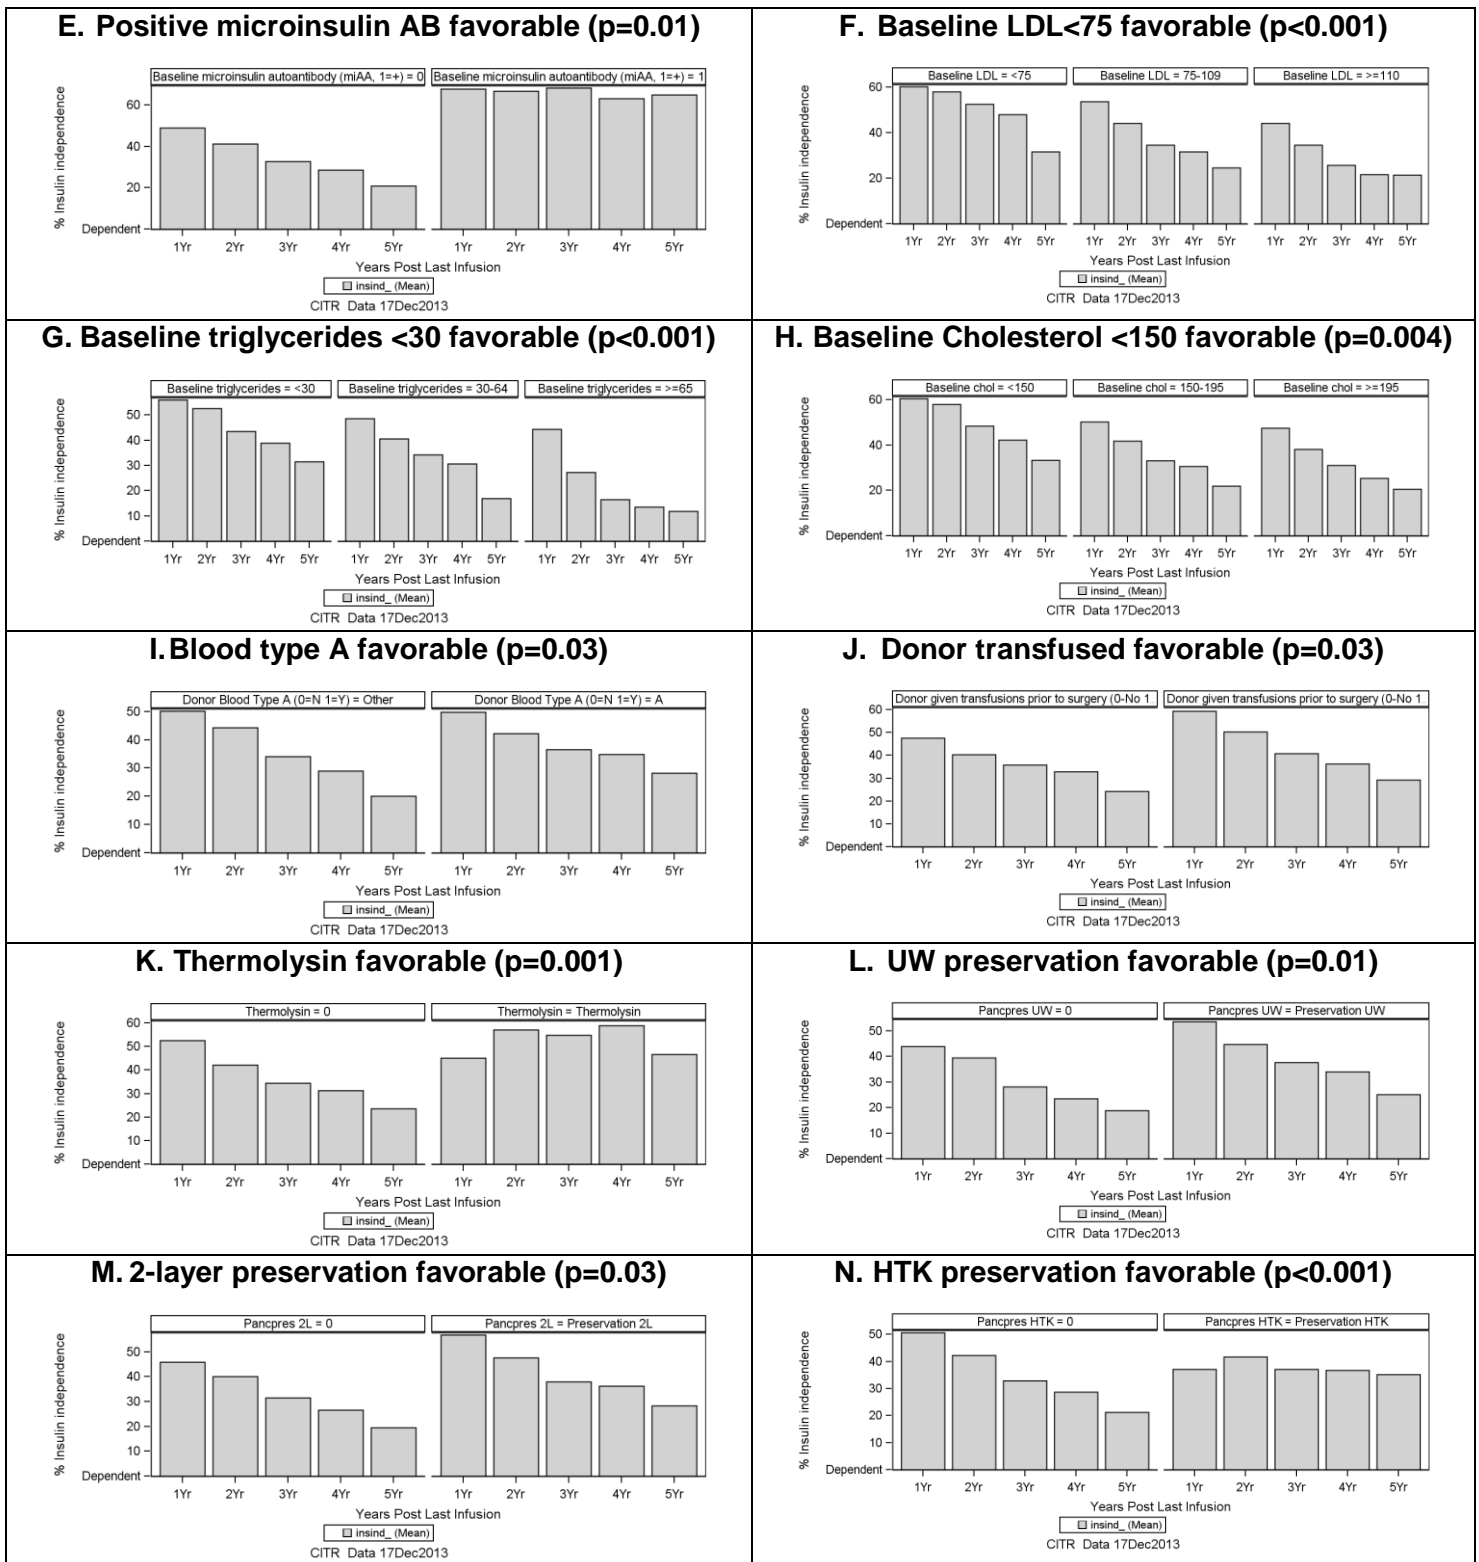 E. Positive microinsulin AB favorable (p=0.01)
Baseline microinsulin autoantibody (miAA, 1=+) = 0 Baseline microinsulin autoantibody (miAA, 1=+) = 1
% Insulin independence
60
40
20
Dependent
1Yr 2Yr 3Yr 4Yr 5Yr 1Yr 2Yr 3Yr 4Yr 5Yr
Years Post Last Infusion
insind_ (Mean)
CITR Data 17Dec2013
F. Baseline LDL<75 favorable (p<0.001)
Baseline LDL = <75 Baseline LDL = 75-109 Baseline LDL = >=110
% Insulin independence
60
40
20
Dependent
1Yr 2Yr 3Yr 4Yr 5Yr 1Yr 2Yr 3Yr 4Yr 5Yr 1Yr 2Yr 3Yr 4Yr 5Yr
Years Post Last Infusion
insind_ (Mean)
CITR Data 17Dec2013
G. Baseline triglycerides <30 favorable (p<0.001)
Baseline triglycerides = <30 Baseline triglycerides = 30-64 Baseline triglycerides = >=65
% Insulin independence
50
40
30
20
10
Dependent
1Yr 2Yr 3Yr 4Yr 5Yr 1Yr 2Yr 3Yr 4Yr 5Yr 1Yr 2Yr 3Yr 4Yr 5Yr
Years Post Last Infusion
insind_ (Mean)
CITR Data 17Dec2013
H. Baseline Cholesterol <150 favorable (p=0.004)
Baseline chol = <150 Baseline chol = 150-195 Baseline chol = >=195
% Insulin independence
60
40
20
Dependent
1Yr 2Yr 3Yr 4Yr 5Yr 1Yr 2Yr 3Yr 4Yr 5Yr 1Yr 2Yr 3Yr 4Yr 5Yr
Years Post Last Infusion
insind_ (Mean)
CITR Data 17Dec2013
I. Blood type A favorable (p=0.03)
Donor Blood Type A (0=N 1=Y) = Other Donor Blood Type A (0=N 1=Y) = A
% Insulin independence
50
40
30
20
10
Dependent
1Yr 2Yr 3Yr 4Yr 5Yr 1Yr 2Yr 3Yr 4Yr 5Yr
Years Post Last Infusion
insind_ (Mean)
CITR Data 17Dec2013
J. Donor transfused favorable (p=0.03)
Donor given transfusions prior to surgery (0-No 1 Donor given transfusions prior to surgery (0-No 1
% Insulin independence
60
50
40
30
20
10
Dependent
1Yr 2Yr 3Yr 4Yr 5Yr 1Yr 2Yr 3Yr 4Yr 5Yr
Years Post Last Infusion
insind_ (Mean)
CITR Data 17Dec2013
K. Thermolysin favorable (p=0.001)
Thermolysin = 0 Thermolysin = Thermolysin
% Insulin independence
60
50
40
30
20
10
Dependent
1Yr 2Yr 3Yr 4Yr 5Yr 1Yr 2Yr 3Yr 4Yr 5Yr
Years Post Last Infusion
insind_ (Mean)
CITR Data 17Dec2013
L. UW preservation favorable (p=0.01)
Pancpres UW = 0 Pancpres UW = Preservation UW
% Insulin independence
50
40
30
20
10
Dependent
1Yr 2Yr 3Yr 4Yr 5Yr 1Yr 2Yr 3Yr 4Yr 5Yr
Years Post Last Infusion
insind_ (Mean)
CITR Data 17Dec2013
M. 2-layer preservation favorable (p=0.03)
Pancpres 2L = 0 Pancpres 2L = Preservation 2L
% Insulin independence
50
40
30
20
10
Dependent
1Yr 2Yr 3Yr 4Yr 5Yr 1Yr 2Yr 3Yr 4Yr 5Yr
Years Post Last Infusion
insind_ (Mean)
CITR Data 17Dec2013
N. HTK preservation favorable (p<0.001)
Pancpres HTK = 0 Pancpres HTK = Preservation HTK
% Insulin independence
50
40
30
20
10
Dependent
1Yr 2Yr 3Yr 4Yr 5Yr 1Yr 2Yr 3Yr 4Yr 5Yr
Years Post Last Infusion
insind_ (Mean)
CITR Data 17Dec2013